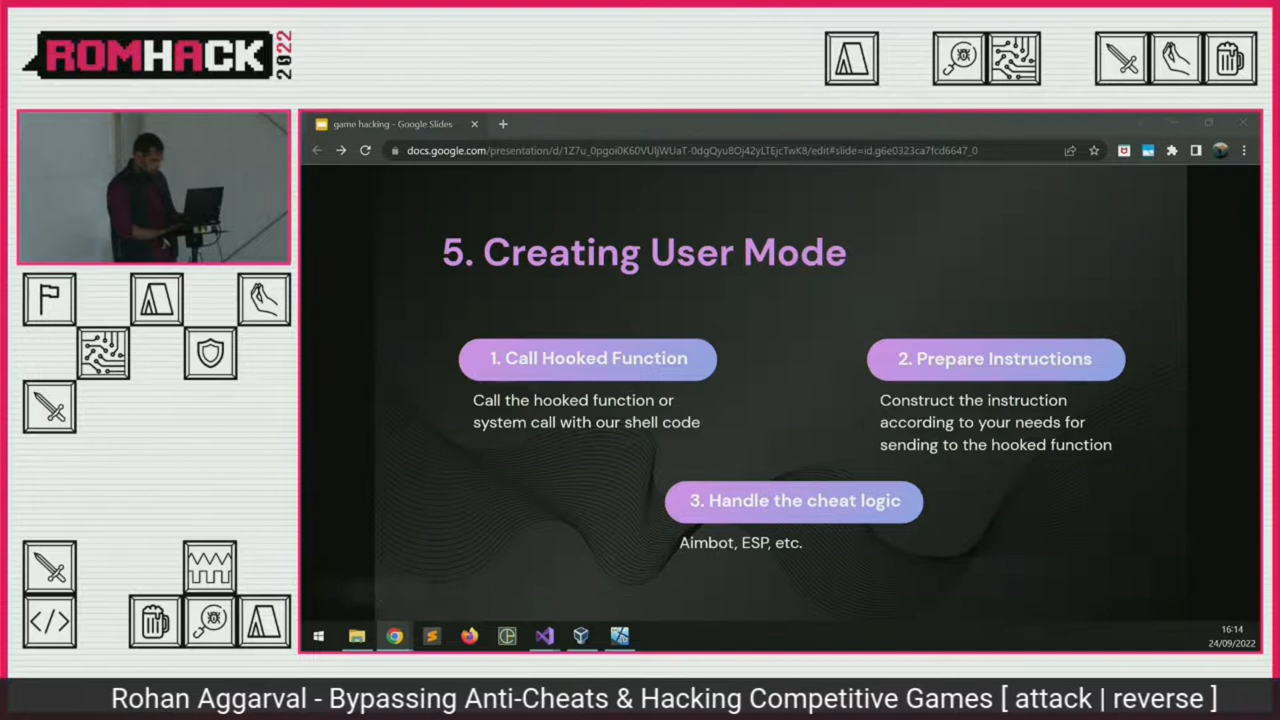 ROMHACK 2022
game hacking - Google Slides
docs.google.com/presentation/d/1Z7u_0pgoi0K60VUljWUaT-0dgQyu8Oj42yLTEjcTwK8/edit#slide=id.g6e0323ca7fcd6647_0
5. Creating User Mode
1. Call Hooked Function
Call the hooked function or
system call with our shell code
2. Prepare Instructions
Construct the instruction
according to your needs for
sending to the hooked function
3. Handle the cheat logic
Aimbot, ESP, etc.
16:14
24/09/2022
Rohan Aggarval - Bypassing Anti-Cheats & Hacking Competitive Games [ attack | reverse ]